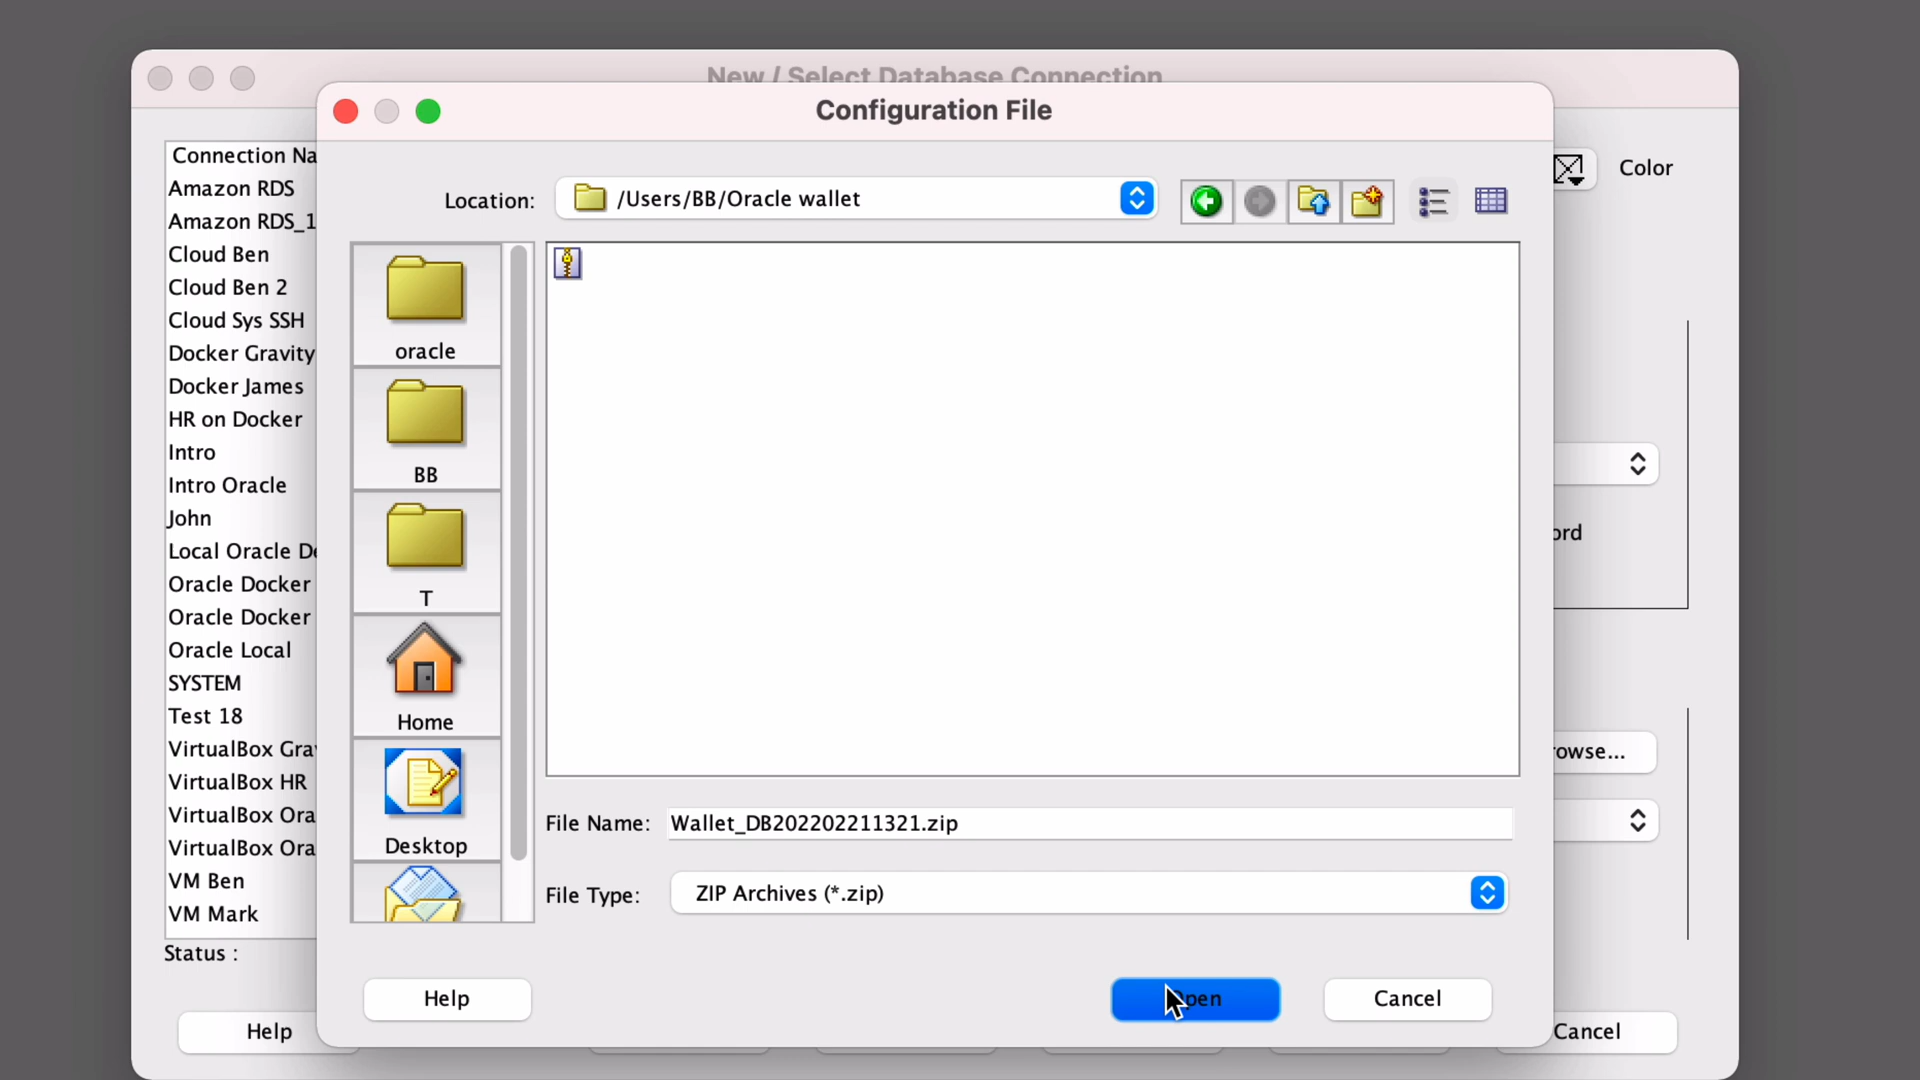 New / Select Database Connection
Configuration File
Location:
/Users/BB/Oracle wallet
Color
Connection Na
Amazon RDS
Amazon RDS_1
Cloud Ben
Cloud Ben 2
Cloud Sys SSH
Docker Gravity
Docker James
HR on Docker
Intro
Intro Oracle
John
Local Oracle De
Oracle Docker
Oracle Docker
Oracle Local
SYSTEM
Test 18
VirtualBox Gra
VirtualBox HR
VirtualBox Ora
VirtualBox Ora
VM Ben
VM Mark
Status :
oracle
BB
T
Home
Desktop
ord
rowse...
File Name: Wallet_DB202202211321.zip
File Type: ZIP Archives (*.zip)
Help
Open
Cancel
Help
Cancel